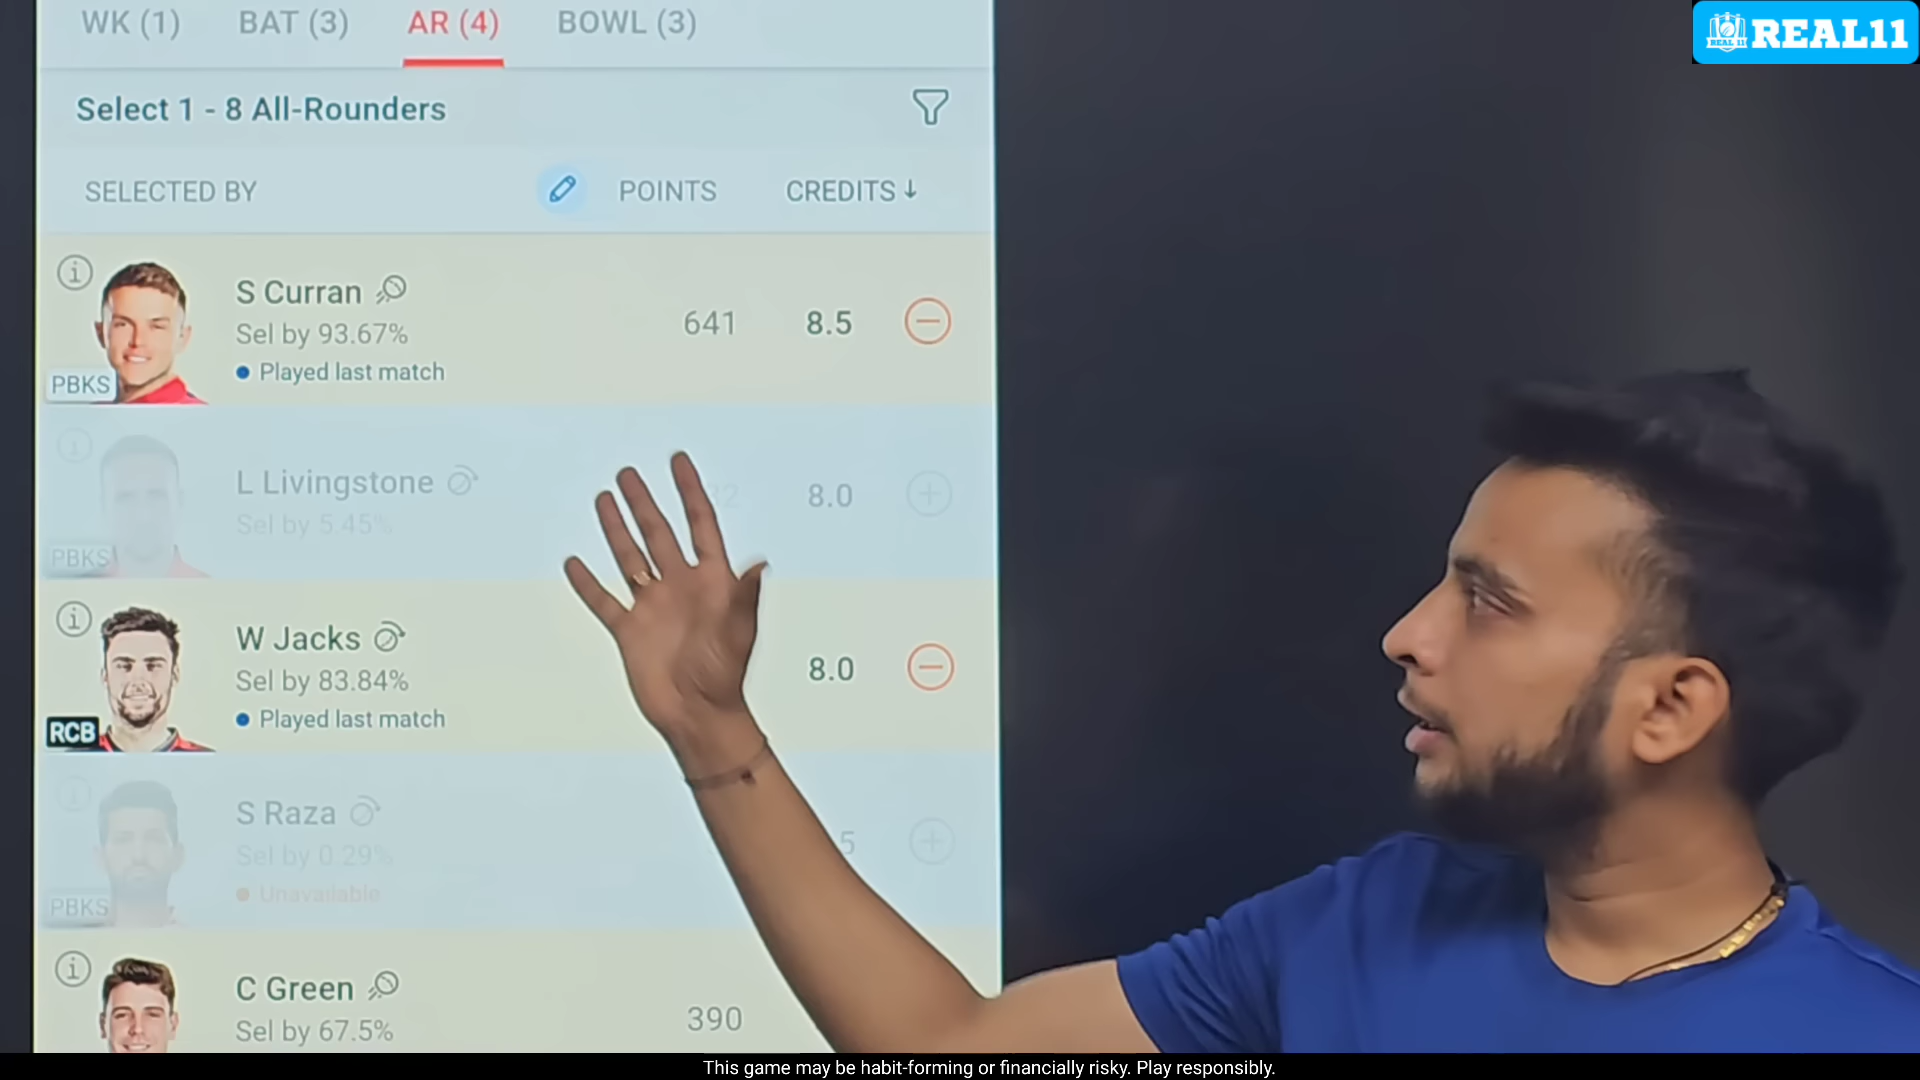 WK (1) BAT (3) AR (4) BOWL (3)
REAL 11 REAL11
Select 1 - 8 All-Rounders
SELECTED BY POINTS CREDITS ↓
S Curran
Sel by 93.67%
641 8.5
Played last match
PBKS
L Livingstone
Sel by 5.45%
8.0
PBKS
W Jacks
Sel by 83.84%
8.0
Played last match
RCB
S Raza
Sel by 0.29%
5
Unavailable
PBKS
C Green
Sel by 67.5%
390
This game may be habit-forming or financially risky. Play responsibly.